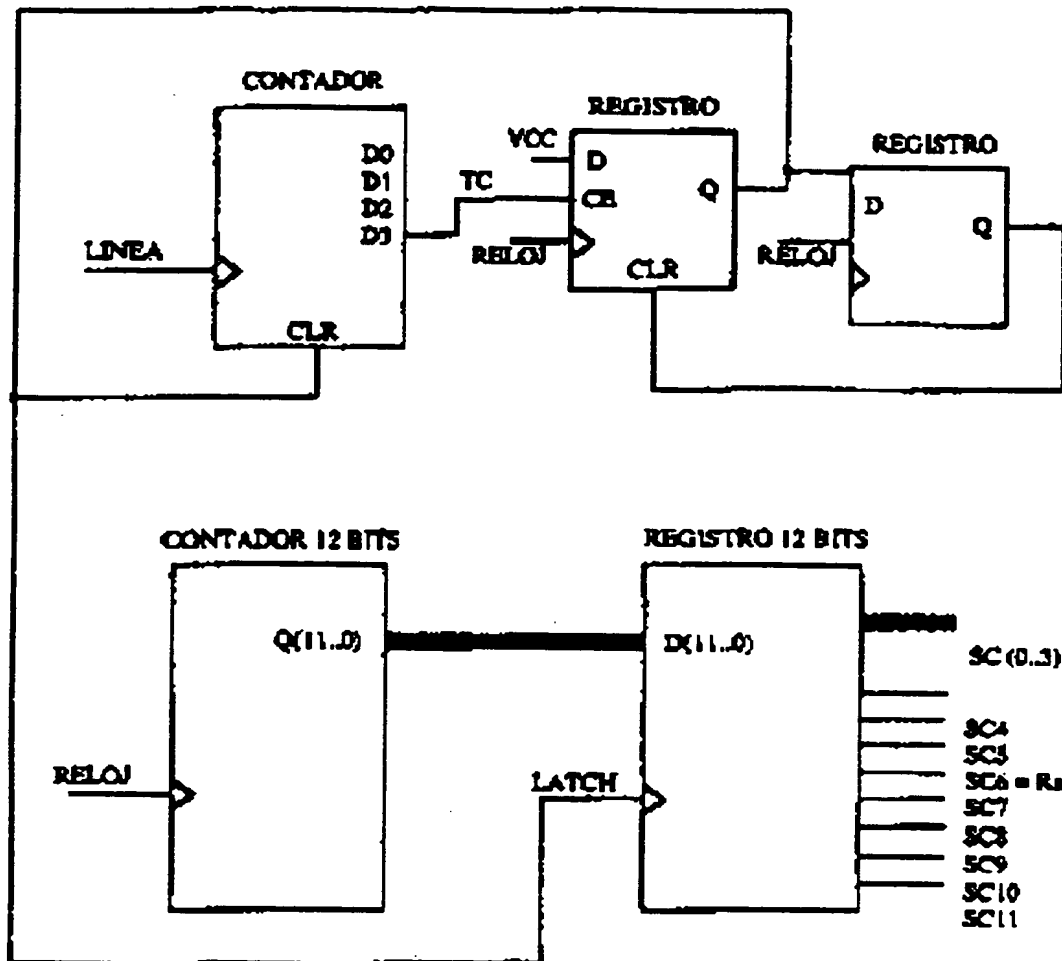 CONTADOR
D0
D1
D2
D3
LINEA
CLR
TC
REGISTRO
VCC
D
CE
Q
RELOJ
CLR
REGISTRO
D
Q
RELOJ
CONTADOR 12 BITS
Q(11..0)
RELOJ
REGISTRO 12 BITS
D(11..0)
LATCH
SC (0..3)
SC4
SC5
SC6 =
SC7
SC8
SC9
SC10
SC11